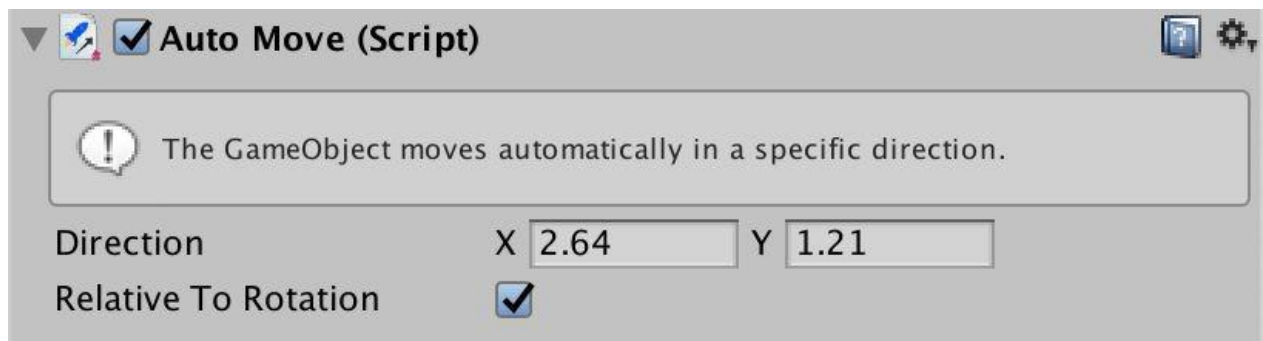 Auto Move (Script)
The GameObject moves automatically in a specific direction.
Direction X 2.64 Y 1.21
Relative To Rotation